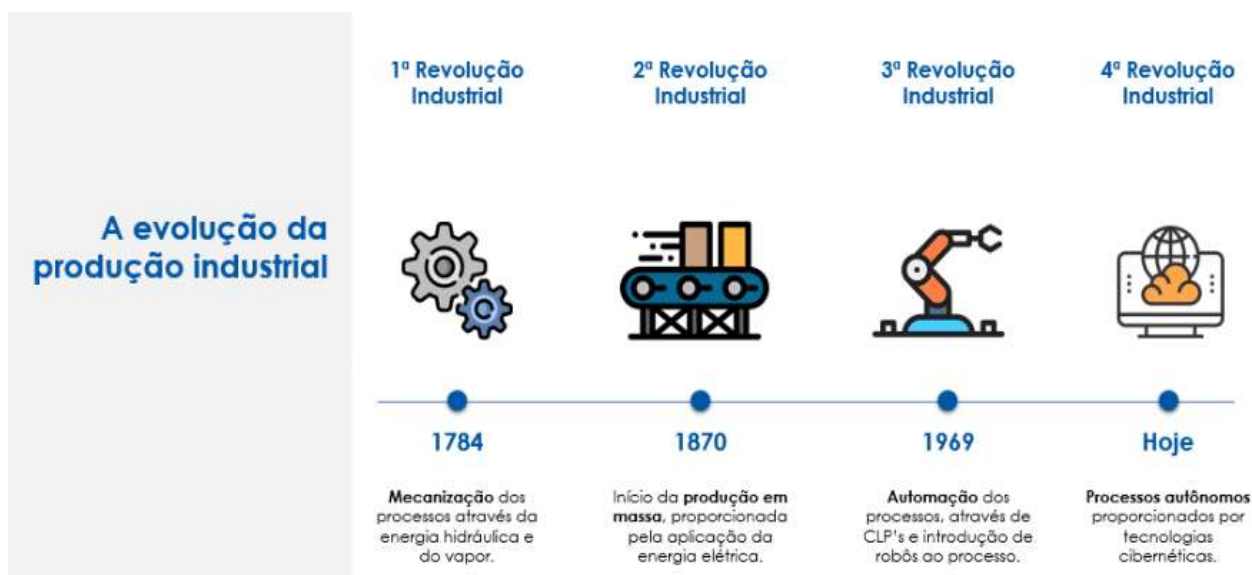 A evolução da
produção industrial
1ª Revolução
Industrial
2ª Revolução
Industrial
3ª Revolução
Industrial
4ª Revolução
Industrial
1784
1870
1969
Hoje
Mecanização dos
processos através da
energia hidráulica e
do vapor.
Início da produção em
massa, proporcionada
pela aplicação da
energia elétrica.
Automação dos
processos, através de
CLP's e introdução de
robôs ao processo.
Processos autônomos
proporcionados por
tecnologias
cibernéticas.